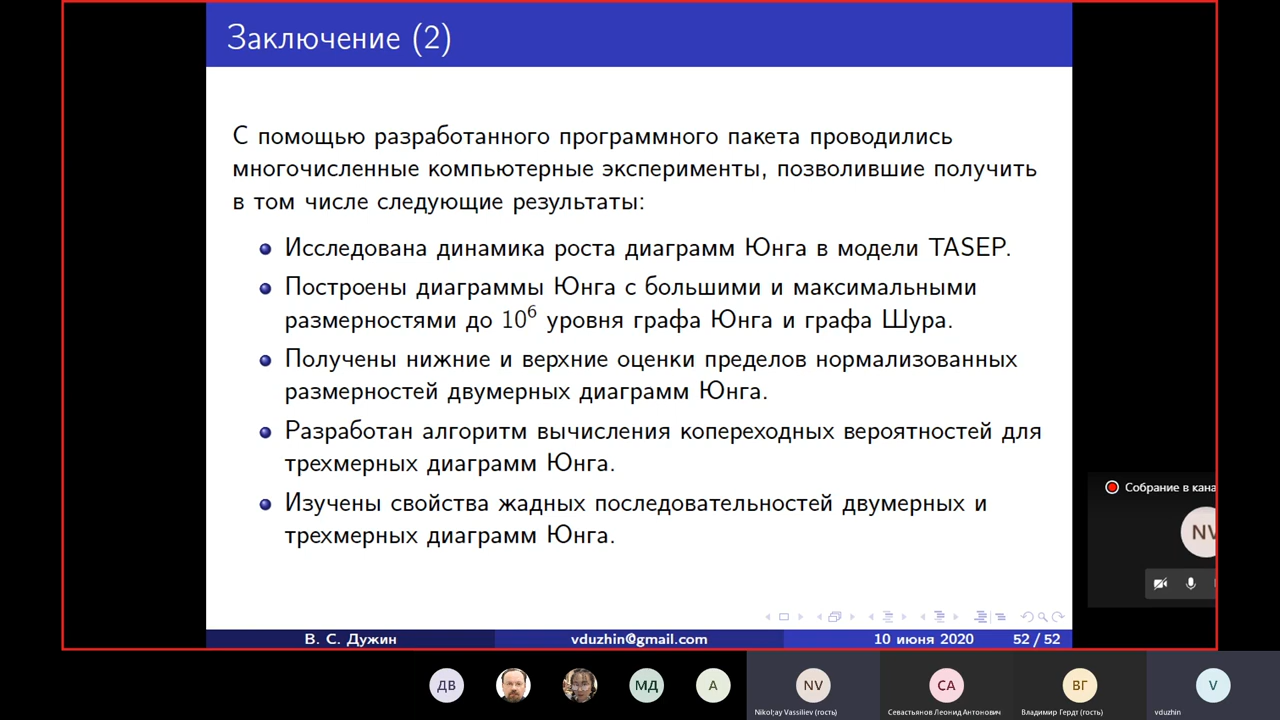 Заключение (2)
С помощью разработанного программного пакета проводились
многочисленные компьютерные эксперименты, позволившие получить
в том числе следующие результаты:
Исследована динамика роста диаграмм Юнга в модели TASEP.
Построены диаграммы Юнга с большими и максимальными
размерностями до 10⁶ уровня графа Юнга и графа Шура.
Получены нижние и верхние оценки пределов нормализованных
размерностей двумерных диаграмм Юнга.
Разработан алгоритм вычисления копереходных вероятностей для
трехмерных диаграмм Юнга.
Изучены свойства жадных последовательностей двумерных и
трехмерных диаграмм Юнга.
Собрание в кана
NV
В. С. Дужин
vduzhin@gmail.com
10 июня 2020
52 / 52
ДВ
МД
A
NV
СА
ВГ
V
Nikol;ay Vassiliev (гость)
Севастьянов Леонид Антонович
Владимир Гердт (гость)
vduzhin